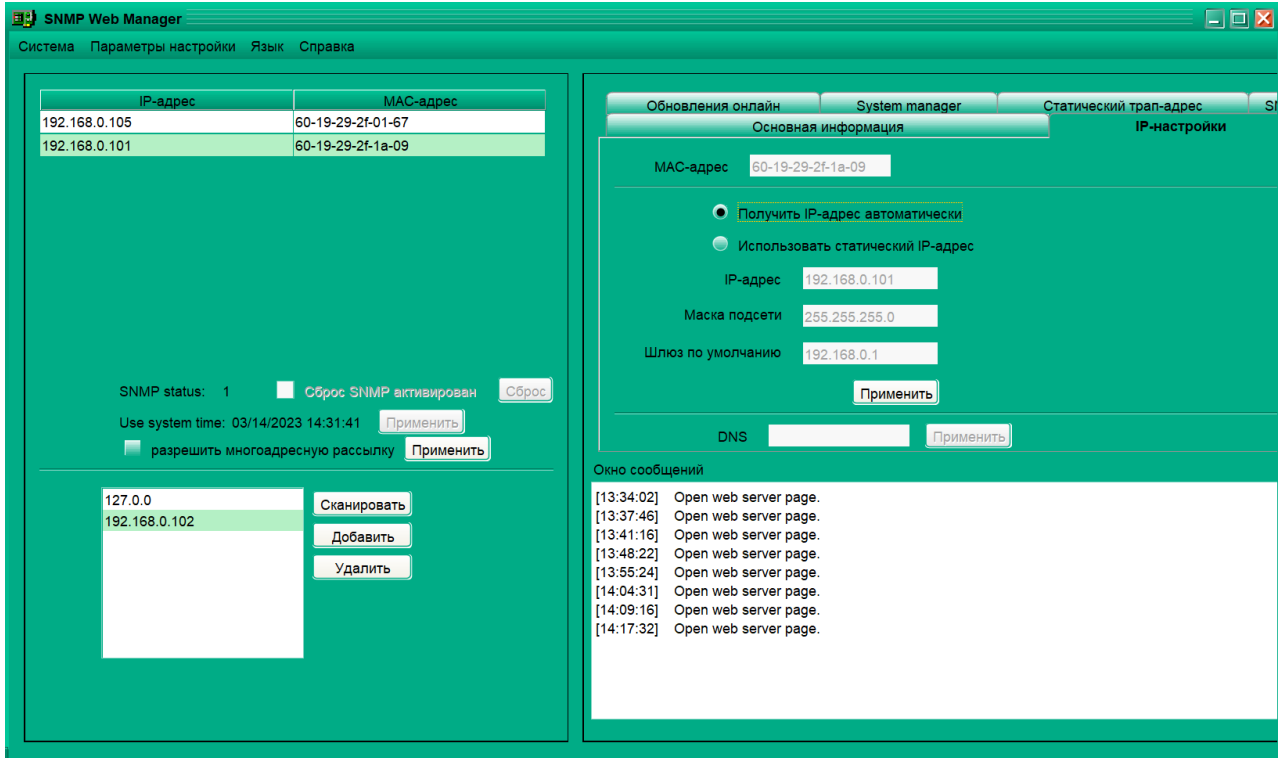 SNMP Web Manager
Система Параметры настройки Язык Справка
IP-адрес MAC-адрес
192.168.0.105 60-19-29-2f-01-67
192.168.0.101 60-19-29-2f-1a-09
SNMP status: 1 Сброс SNMP активирован Сброс
Use system time: 03/14/2023 14:31:41 Применить
разрешить многоадресную рассылку Применить
127.0.0
192.168.0.102
Сканировать
Добавить
Удалить
Обновления онлайн System manager Статический трап-адрес
Основная информация IP-настройки
MAC-адрес 60-19-29-2f-1a-09
Получить IP-адрес автоматически
Использовать статический IP-адрес
IP-адрес 192.168.0.101
Маска подсети 255.255.255.0
Шлюз по умолчанию 192.168.0.1
Применить
DNS Применить
Окно сообщений
[13:34:02] Open web server page.
[13:37:46] Open web server page.
[13:41:16] Open web server page.
[13:48:22] Open web server page.
[13:55:24] Open web server page.
[14:04:31] Open web server page.
[14:09:16] Open web server page.
[14:17:32] Open web server page.